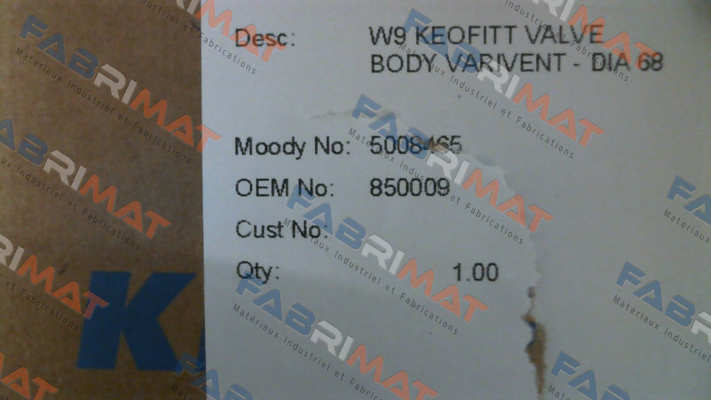 Desc: W9 KEOFITT VALVE
BODY VARIVENT - DIA 68
Moody No: 5008465
OEM No: 850009
Cust No:
Qty: 1.00
K
FABRIMAT
Materiaux Industriel et Fabrications